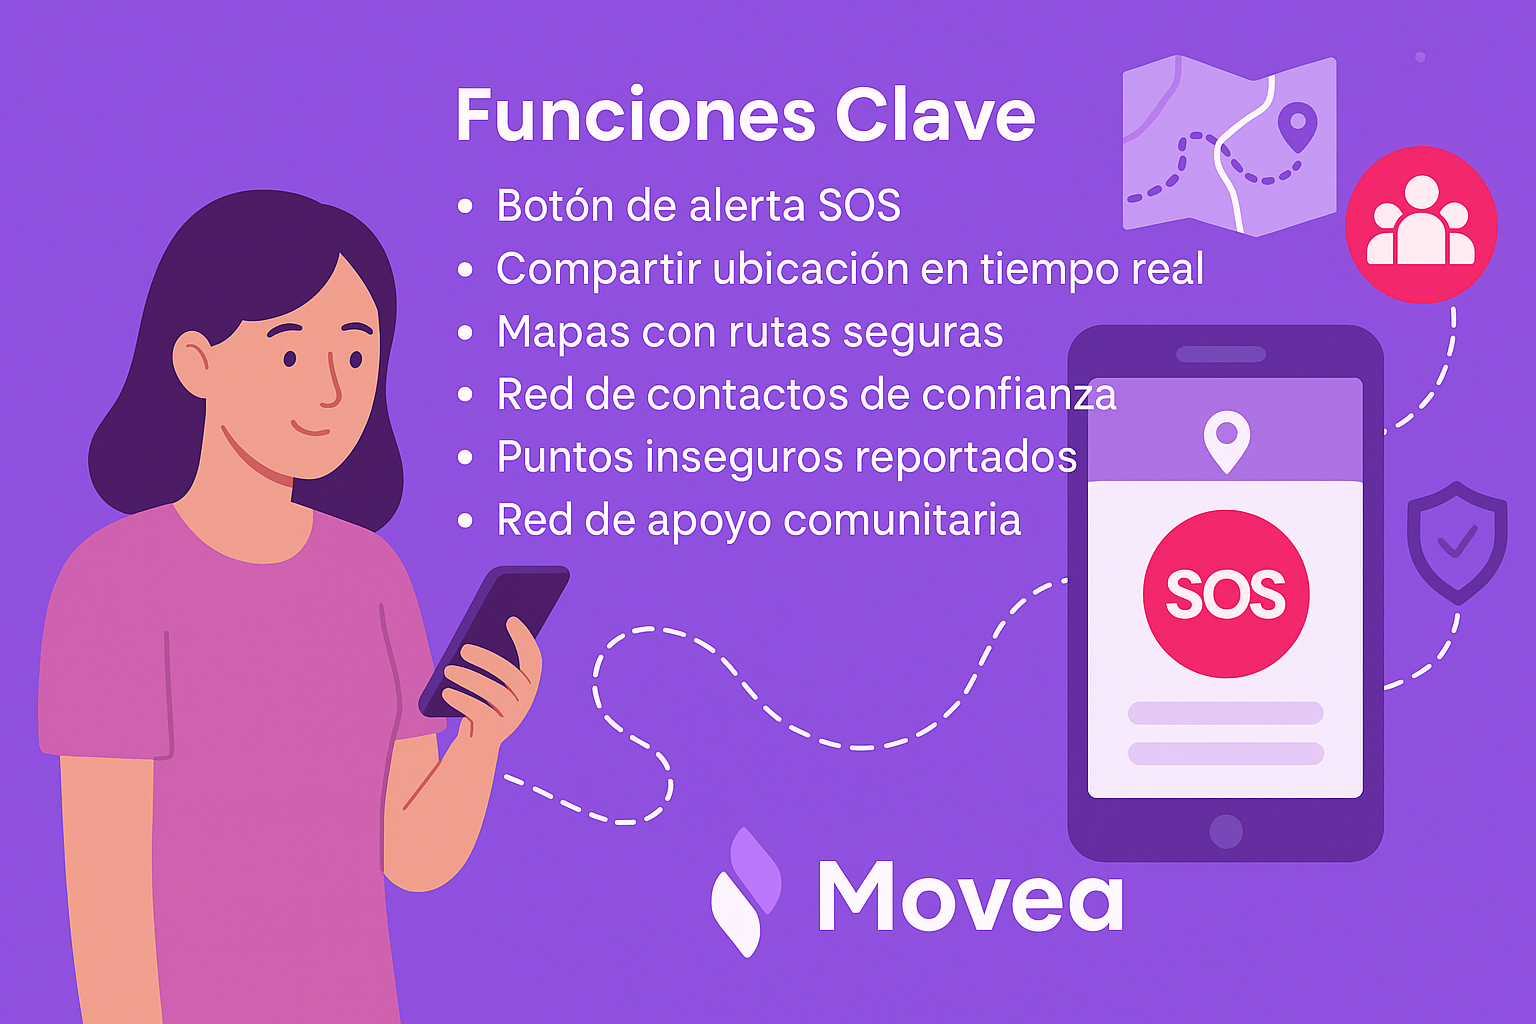 Funciones Clave
• Botón de alerta SOS
• Compartir ubicación en tiempo real
• Mapas con rutas seguras
• Red de contactos de confianza
• Puntos inseguros reportados
• Red de apoyo comunitaria
SOS
Movea